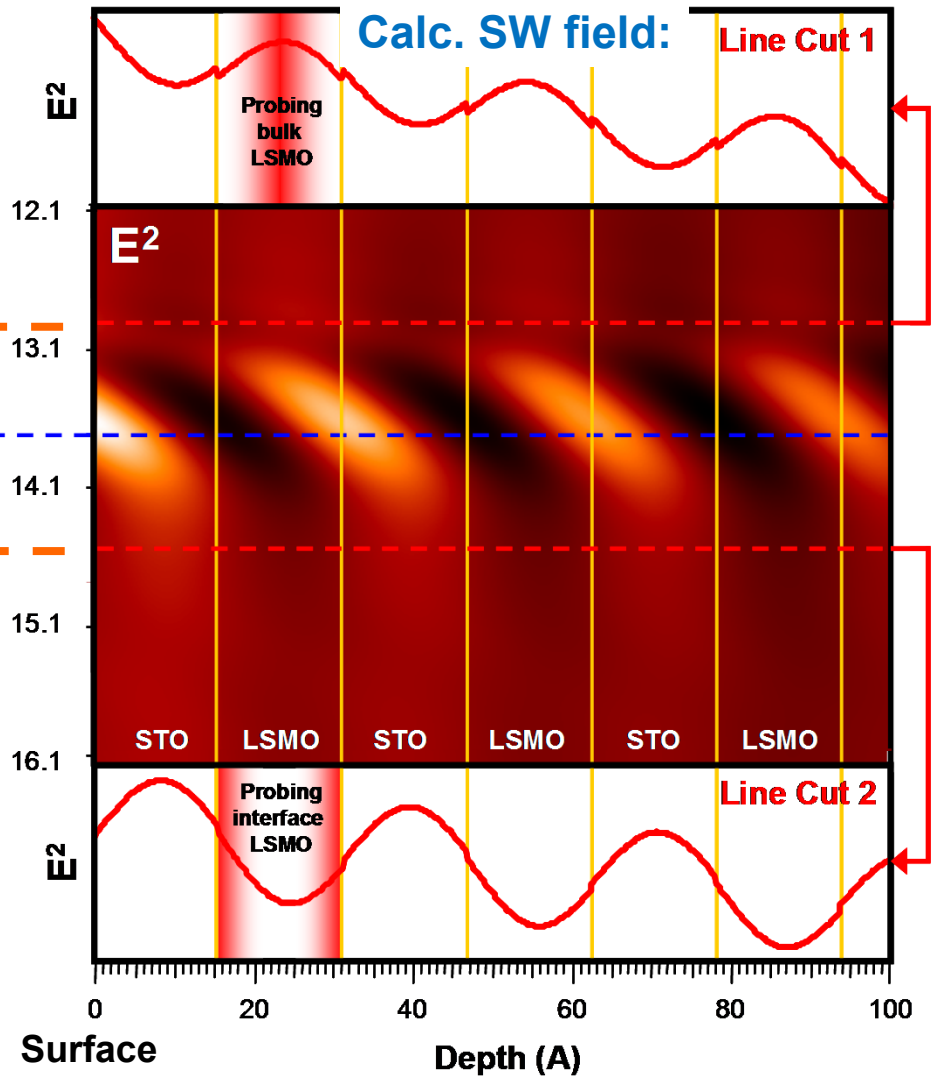 Calc. SW field:
Line Cut 1
E²
Probing
bulk
LSMO
12.1
13.1
14.1
15.1
16.1
E²
STO LSMO STO LSMO STO LSMO
Line Cut 2
E²
Probing
interface
LSMO
0 20 40 60 80 100
Surface
Depth (A)